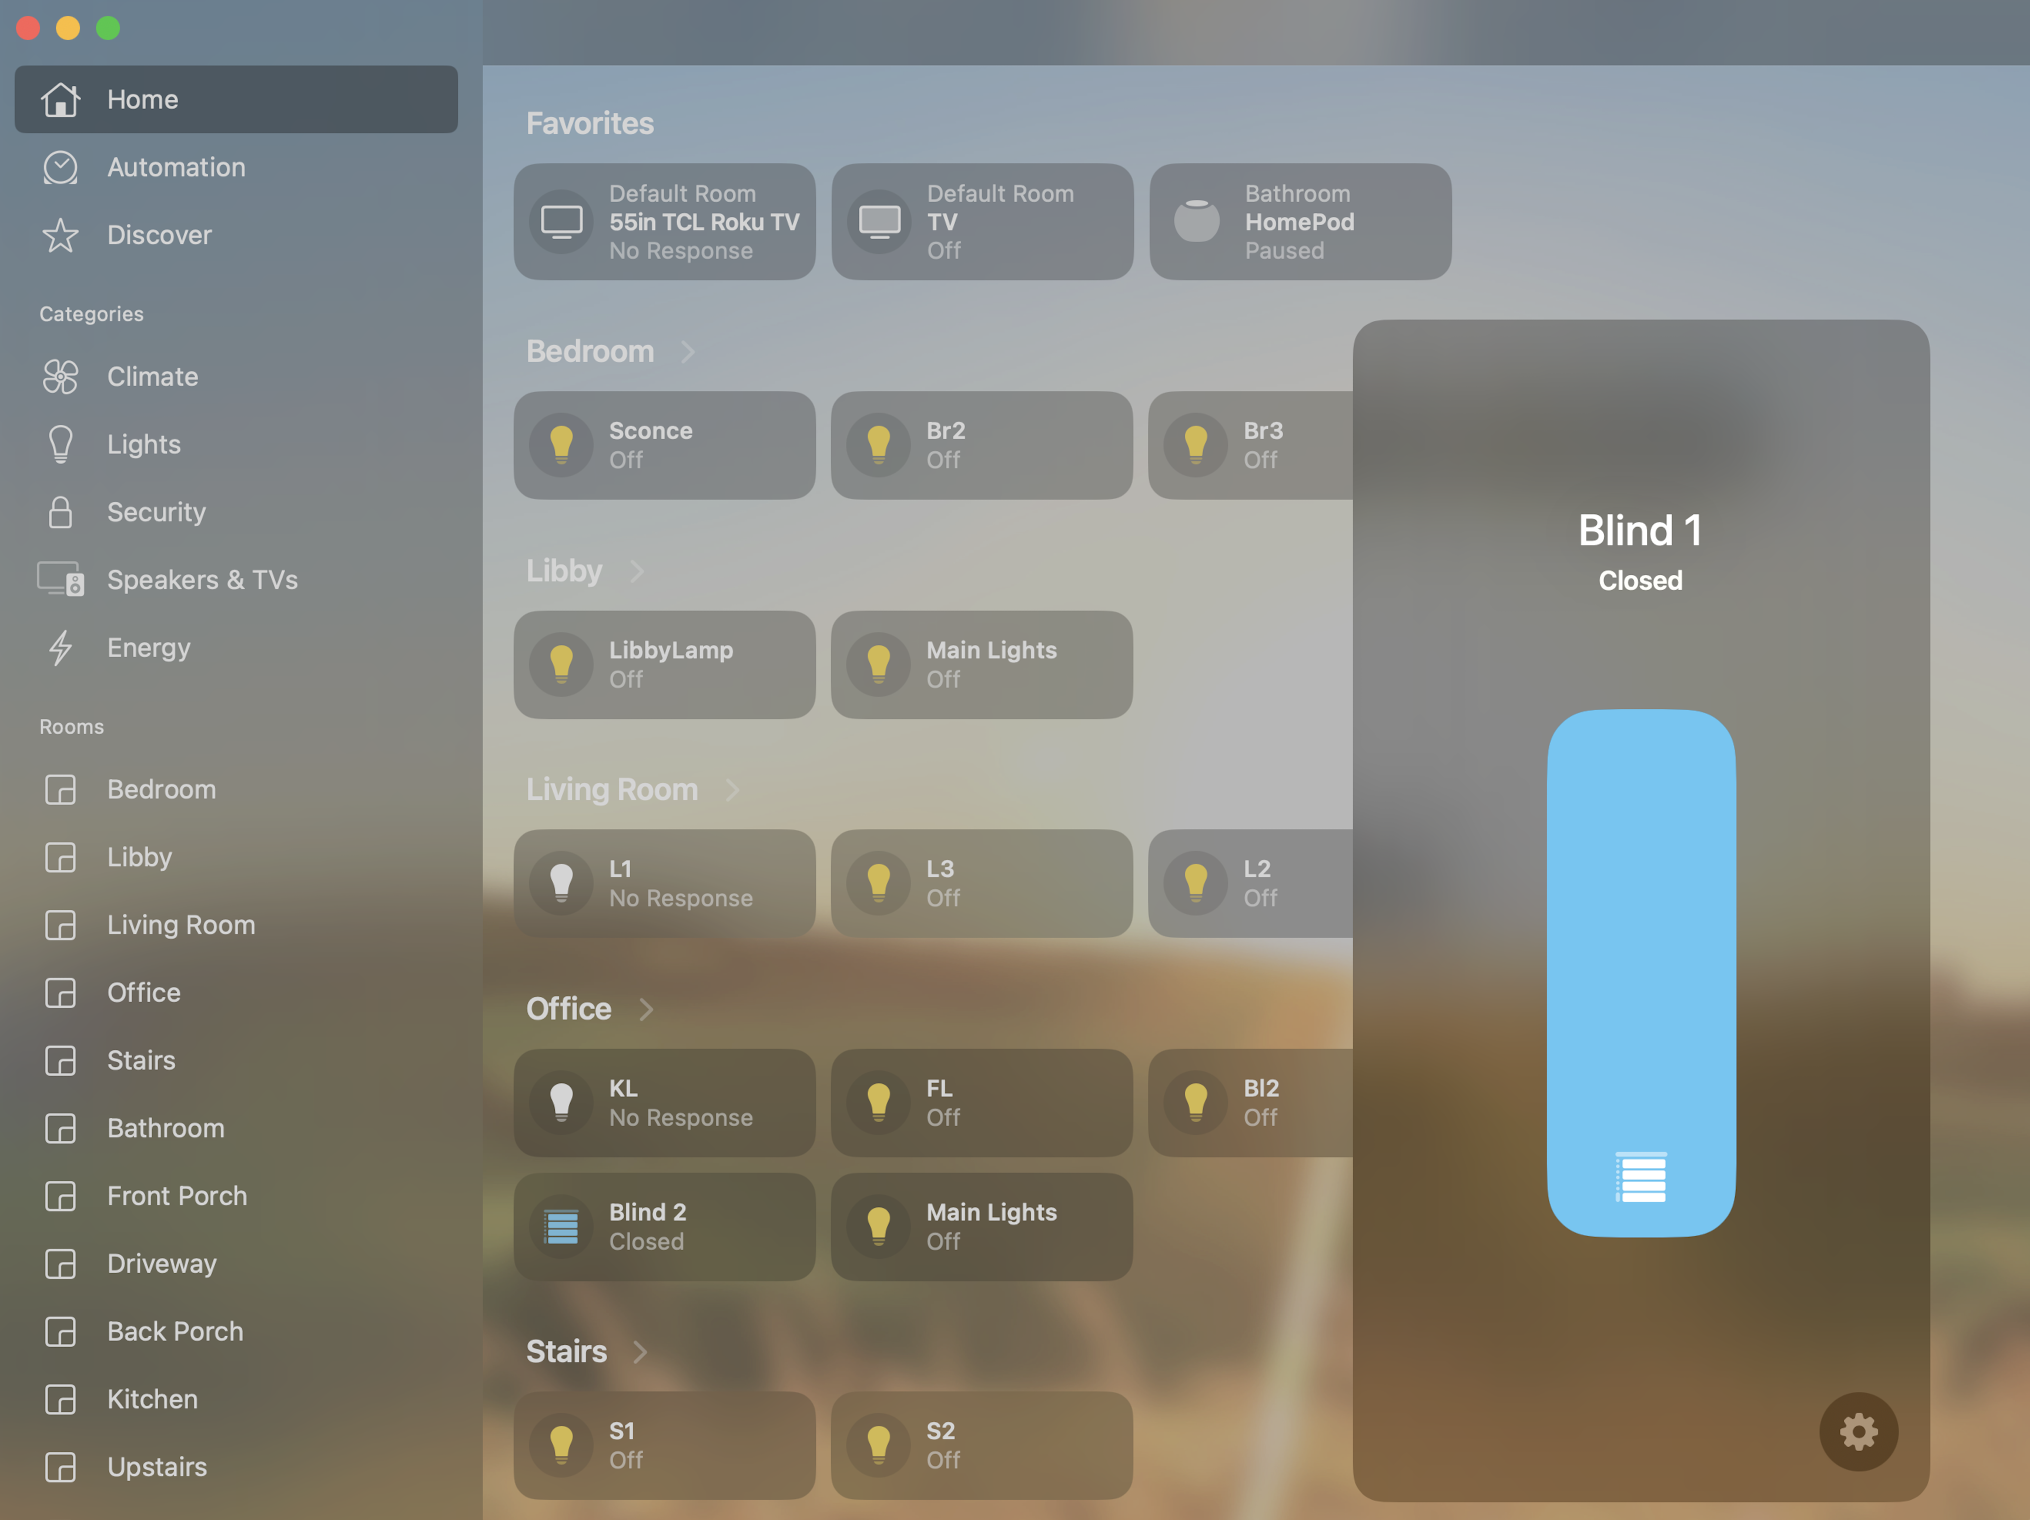 Home
Automation
Discover
Categories
Climate
Lights
Security
Speakers & TVs
Energy
Rooms
Bedroom
Libby
Living Room
Office
Stairs
Bathroom
Front Porch
Driveway
Back Porch
Kitchen
Upstairs
Favorites
Default Room
55in TCL Roku TV
No Response
Default Room
TV
Off
Bathroom
HomePod
Paused
Bedroom
Sconce
Off
Br2
Off
Br3
Off
Libby
LibbyLamp
Off
Main Lights
Off
Living Room
L1
No Response
L3
Off
L2
Off
Office
KL
No Response
FL
Off
Bl2
Off
Blind 2
Closed
Main Lights
Off
Stairs
S1
Off
S2
Off
Blind 1
Closed